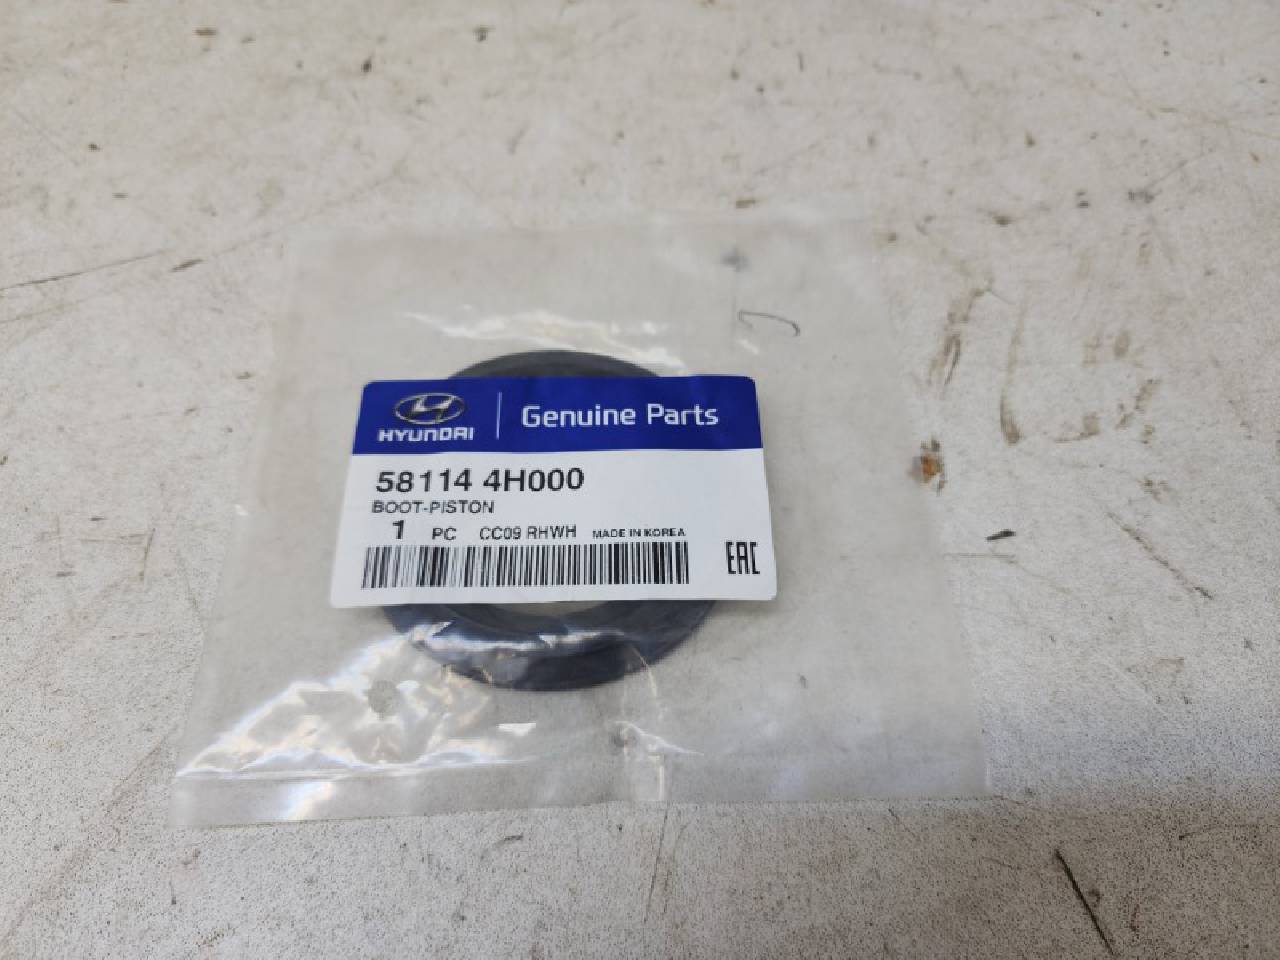 HYUNDAI Genuine Parts
58114 4H000
BOOT-PISTON
1 PC CC09 RHWH MADE IN KOREA
EAC